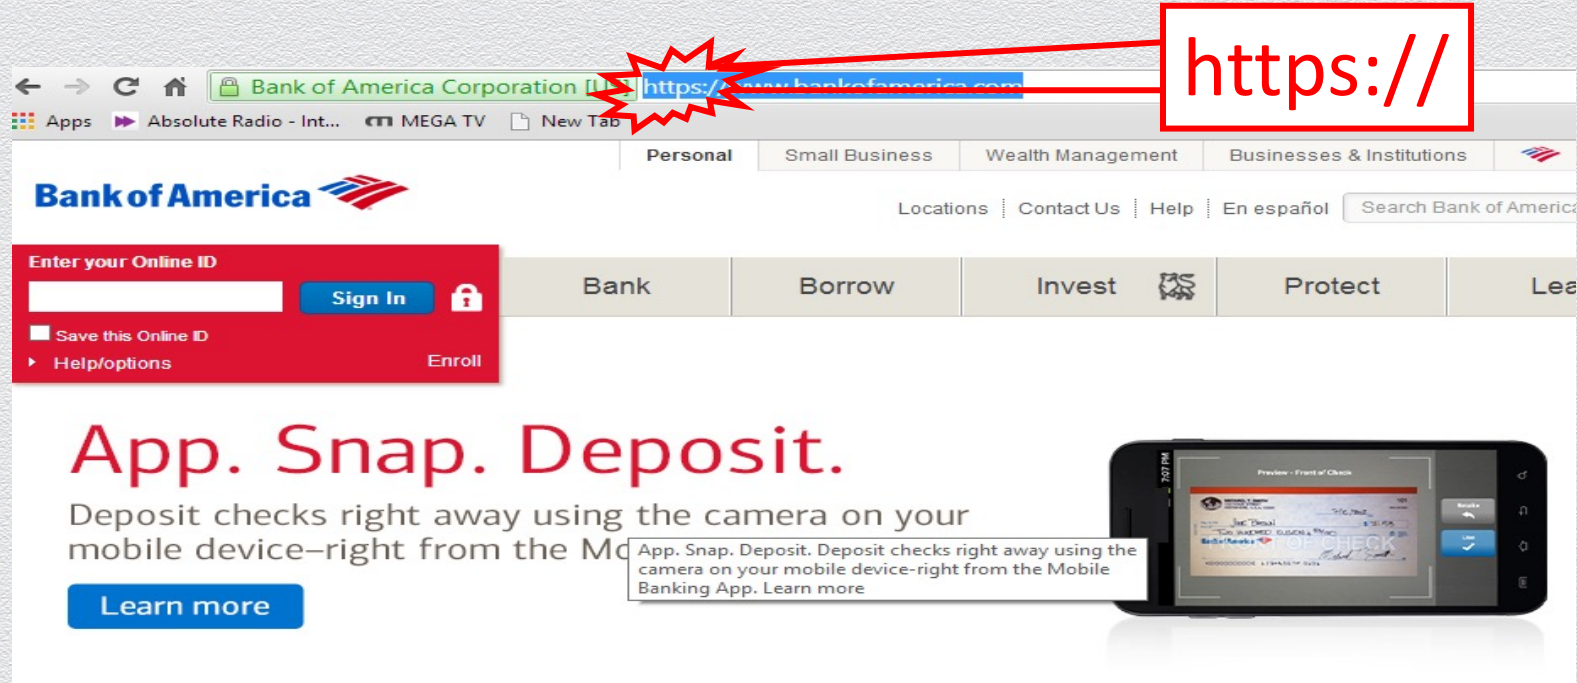 https://
Bank of America Corporation [US] https://www.bankofamerica.com
Apps Absolute Radio - Int... MEGA TV New Tab
Personal Small Business Wealth Management Businesses & Institutions
Bank of America
Locations Contact Us Help En español Search Bank of America
Enter your Online ID
Sign In
Save this Online ID
Help/options Enroll
Bank Borrow Invest Protect Lea
App. Snap. Deposit.
Deposit checks right away using the camera on your
mobile device–right from the Mo
App. Snap. Deposit. Deposit checks right away using the
camera on your mobile device-right from the Mobile
Banking App. Learn more
Learn more
7:07 PM
Preview - Front of Check